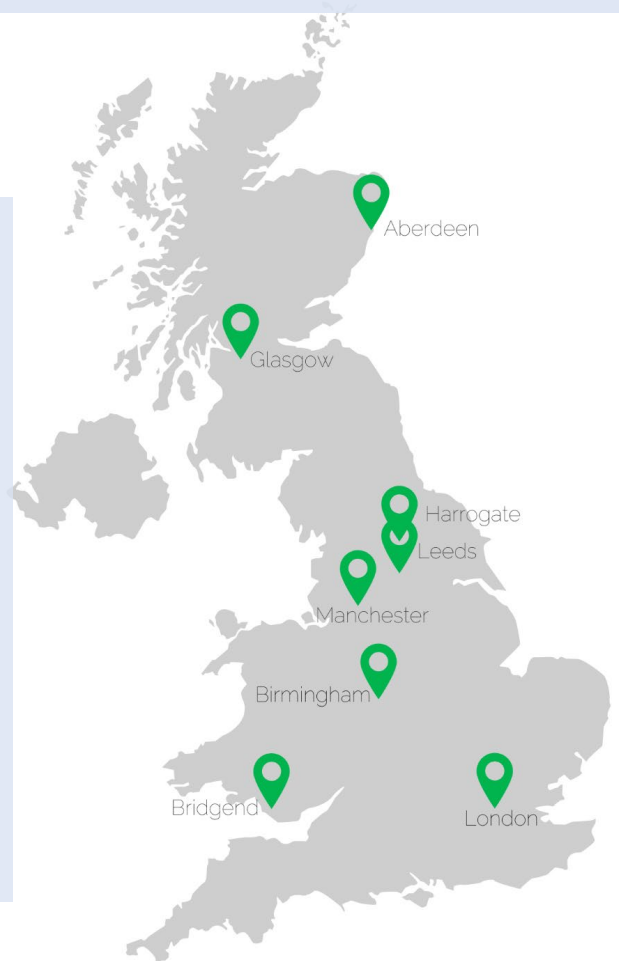 Aberdeen
Glasgow
Harrogate
Leeds
Manchester
Birmingham
Bridgend
London